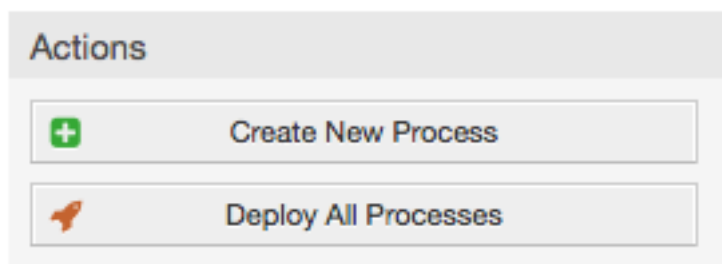 Actions
Create New Process
Deploy All Processes